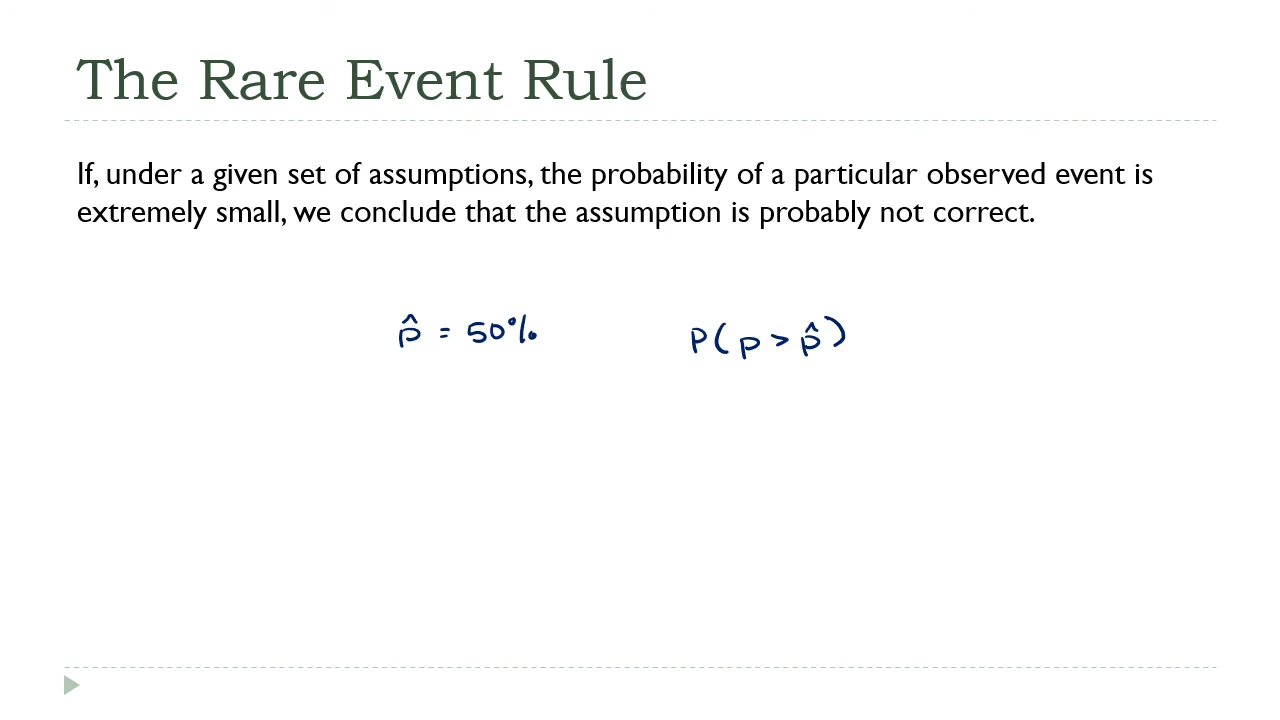 The Rare Event Rule
If, under a given set of assumptions, the probability of a particular observed event is
extremely small, we conclude that the assumption is probably not correct.
p̂ = 50% P( p > p̂ )